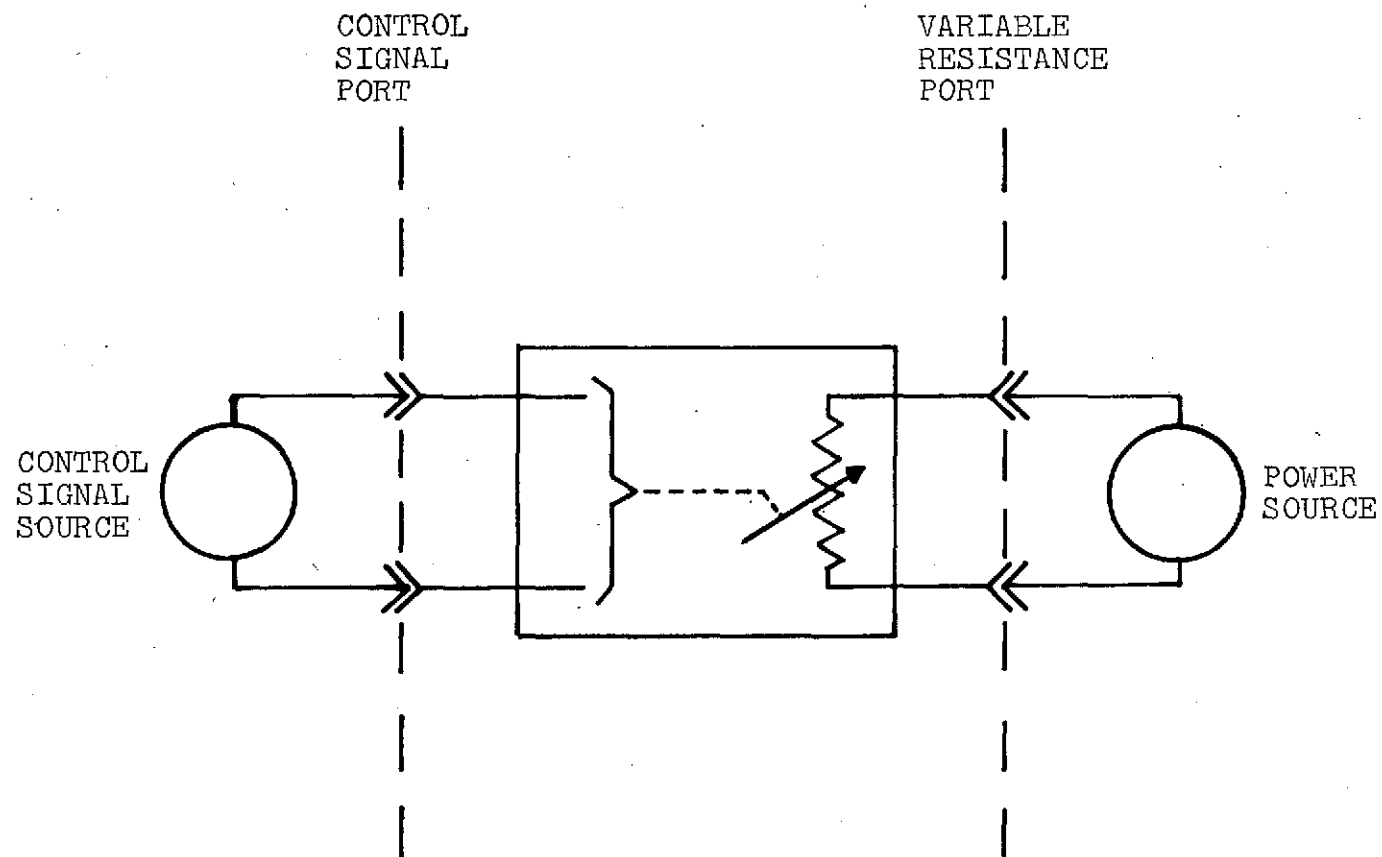 CONTROL
SIGNAL
PORT
VARIABLE
RESISTANCE
PORT
CONTROL
SIGNAL
SOURCE
POWER
SOURCE